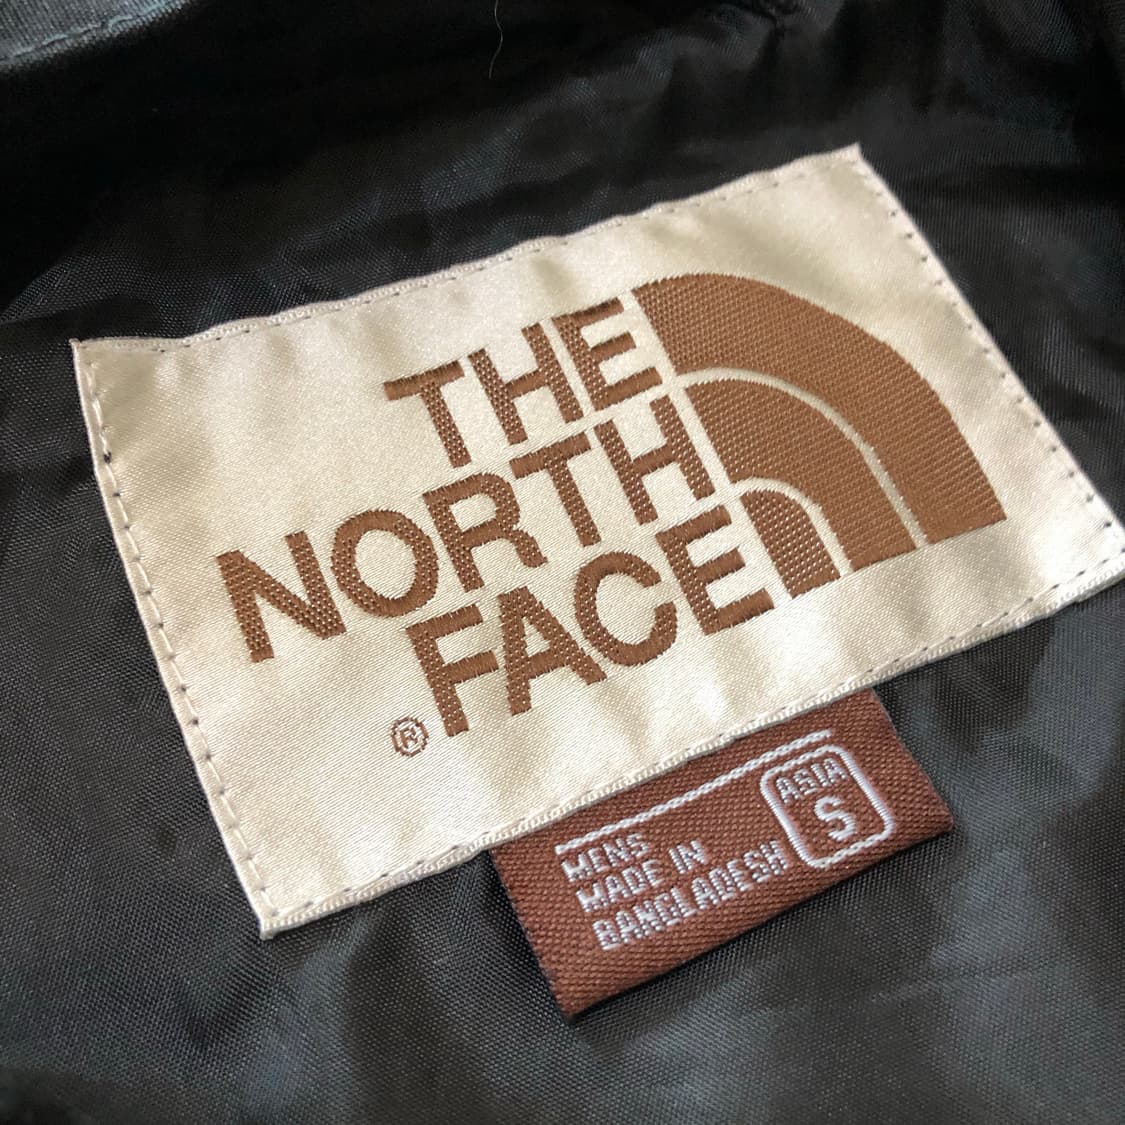 THE
NORTH
FACE
®
MENS
MADE IN
BANGLADESH
ASIA
S